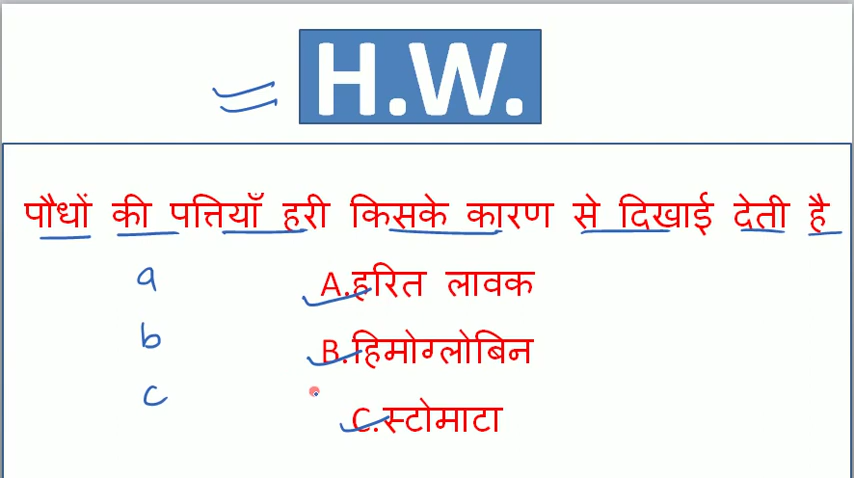 H.W.
पौधों की पत्तियाँ हरी किसके कारण से दिखाई देती है
a A.हरित लावक
b B.हिमोग्लोबिन
c C.स्टोमाटा